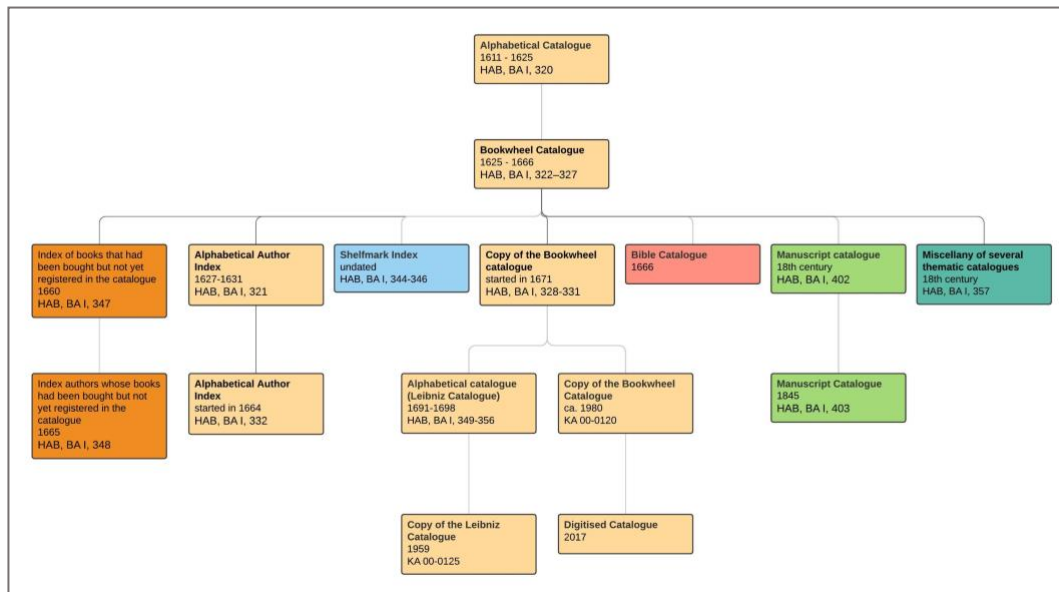 Alphabetical Catalogue
1611 - 1625
HAB, BA I, 320
Bookwheel Catalogue
1625 - 1666
HAB, BA I, 322–327
Index of books that had
been bought but not yet
registered in the catalogue
1660
HAB, BA I, 347
Alphabetical Author
Index
1627-1631
HAB, BA I, 321
Shelfmark Index
undated
HAB, BA I, 344-346
Copy of the Bookwheel
catalogue
started in 1671
HAB, BA I, 328-331
Bible Catalogue
1666
Manuscript catalogue
18th century
HAB, BA I, 402
Miscellany of several
thematic catalogues
18th century
HAB, BA I, 357
Index authors whose books
had been bought but not
yet registered in the
catalogue
1665
HAB, BA I, 348
Alphabetical Author
Index
started in 1664
HAB, BA I, 332
Alphabetical catalogue
(Leibniz Catalogue)
1691-1698
HAB, BA I, 349-356
Copy of the Bookwheel
Catalogue
ca. 1980
KA 00-0120
Manuscript Catalogue
1845
HAB, BA I, 403
Copy of the Leibniz
Catalogue
1959
KA 00-0125
Digitised Catalogue
2017